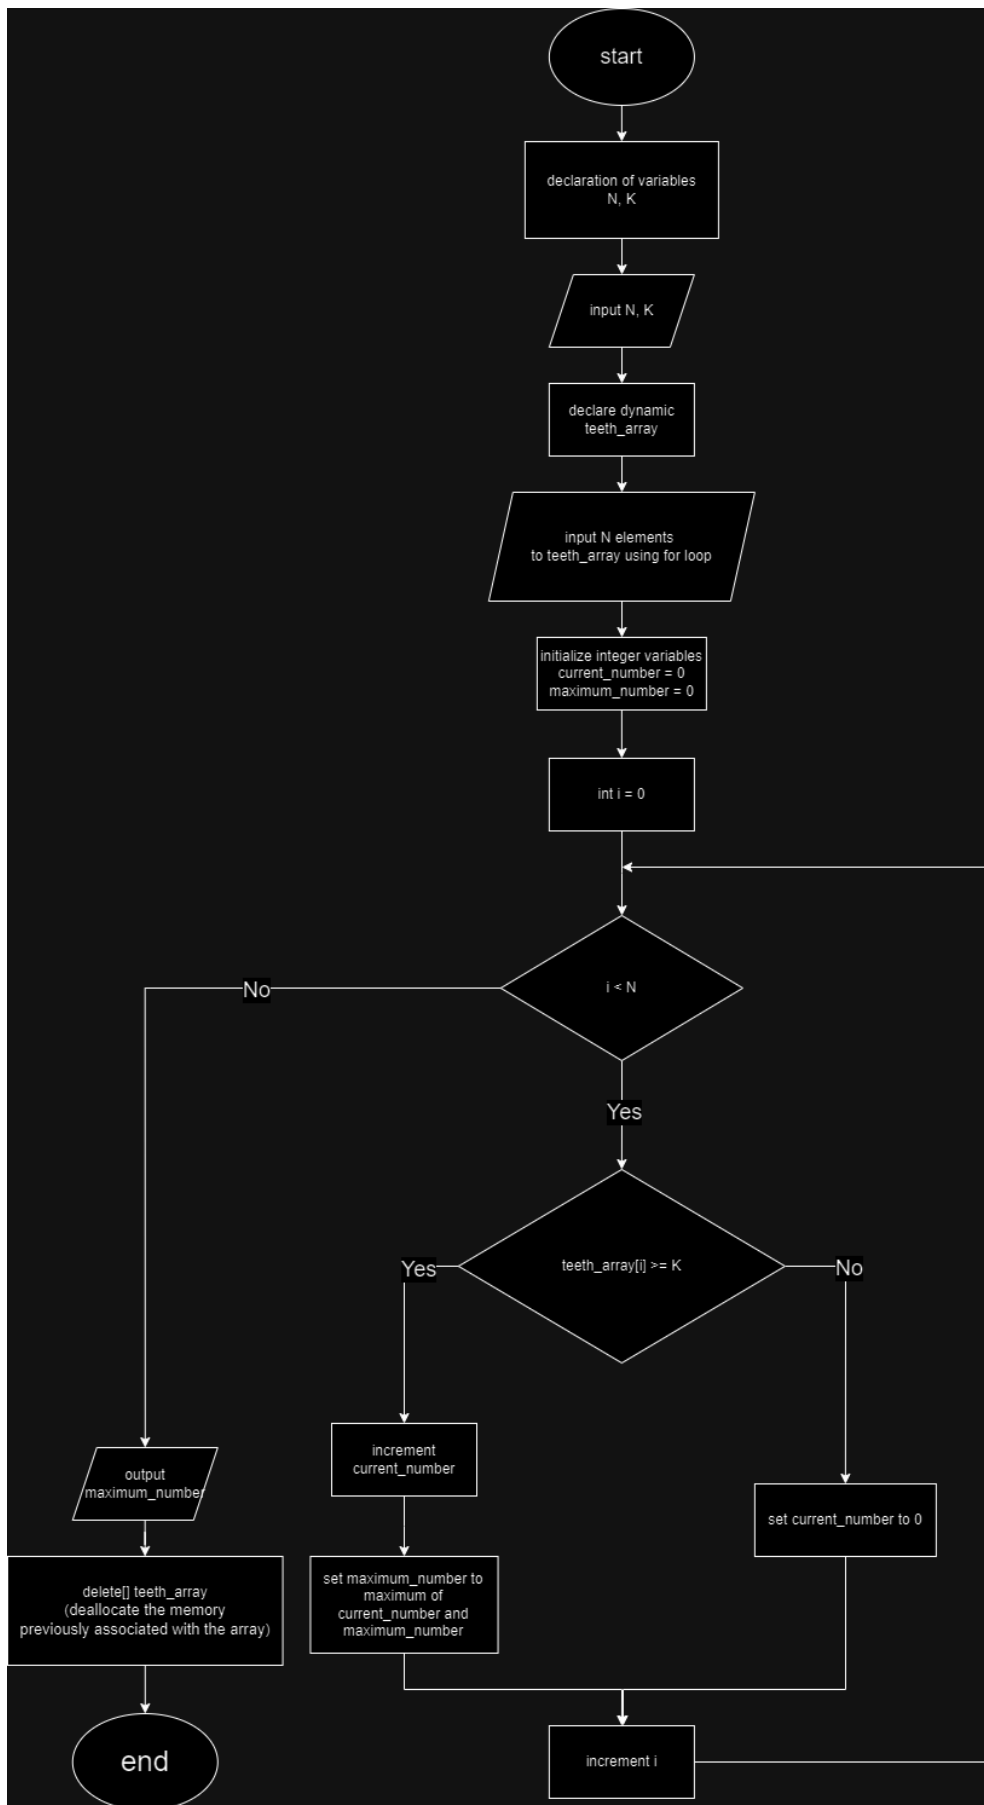 start
declaration of variables
N, K
input N, K
declare dynamic
teeth_array
input N elements
to teeth_array using for loop
initialize integer variables
current_number = 0
maximum_number = 0
int i = 0
i < N
No
Yes
teeth_array[i] >= K
Yes
No
increment
current_number
output
maximum_number
set current_number to 0
set maximum_number to
maximum of
current_number and
maximum_number
delete[] teeth_array
(deallocate the memory
previously associated with the array)
increment i
end